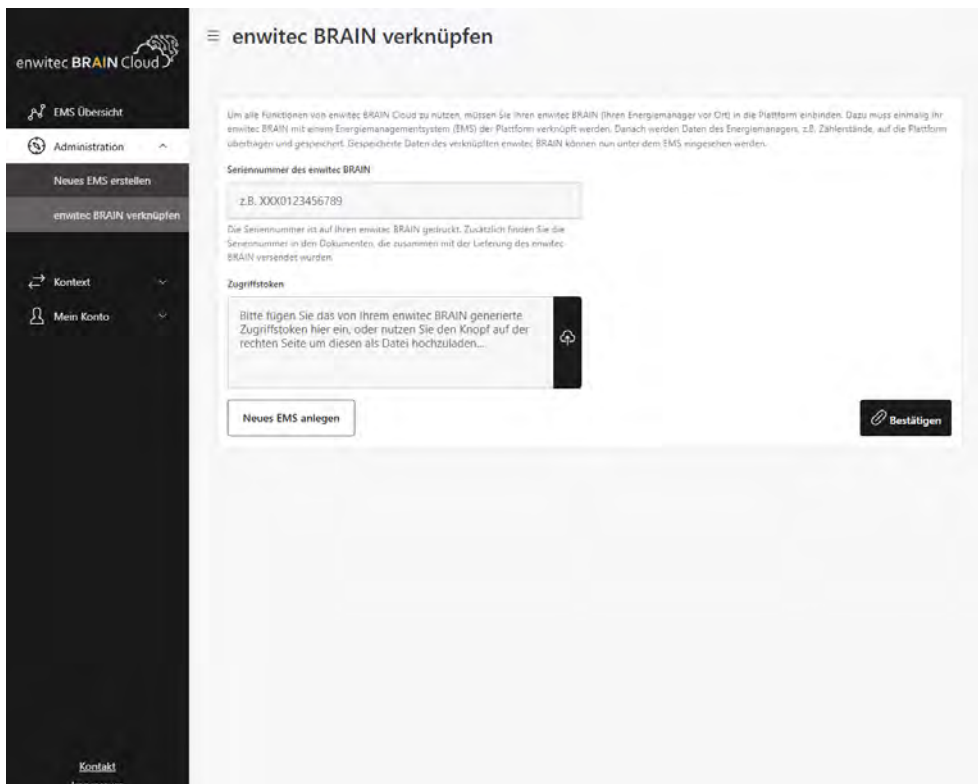 enwitec BRAIN Cloud
EMS Übersicht
Administration
Neues EMS erstellen
enwitec BRAIN verknüpfen
Kontext
Mein Konto
Kontakt
≡ enwitec BRAIN verknüpfen
Um alle Funktionen von enwitec BRAIN Cloud zu nutzen, müssen Sie Ihren enwitec BRAIN (Ihren Energiemanager vor Ort) in die Plattform einbinden. Dazu muss einmalig Ihr
enwitec BRAIN mit einem Energiemanagementsystem (EMS) der Plattform verknüpft werden. Danach werden Daten des Energiemanagers, z.B. Zählerstände, auf die Plattform
übertragen und gespeichert. Gespeicherte Daten des verknüpften enwitec BRAIN können nun unter dem EMS eingesehen werden.
Seriennummer des enwitec BRAIN
z.B. XXX0123456789
Die Seriennummer ist auf Ihren enwitec BRAIN gedruckt. Zusätzlich finden Sie die
Seriennummer in den Dokumenten, die zusammen mit der Lieferung des enwitec
BRAIN versendet wurden.
Zugriffstoken
Bitte fügen Sie das von Ihrem enwitec BRAIN generierte
Zugriffstoken hier ein, oder nutzen Sie den Knopf auf der
rechten Seite um diesen als Datei hochzuladen...
Neues EMS anlegen
Bestätigen